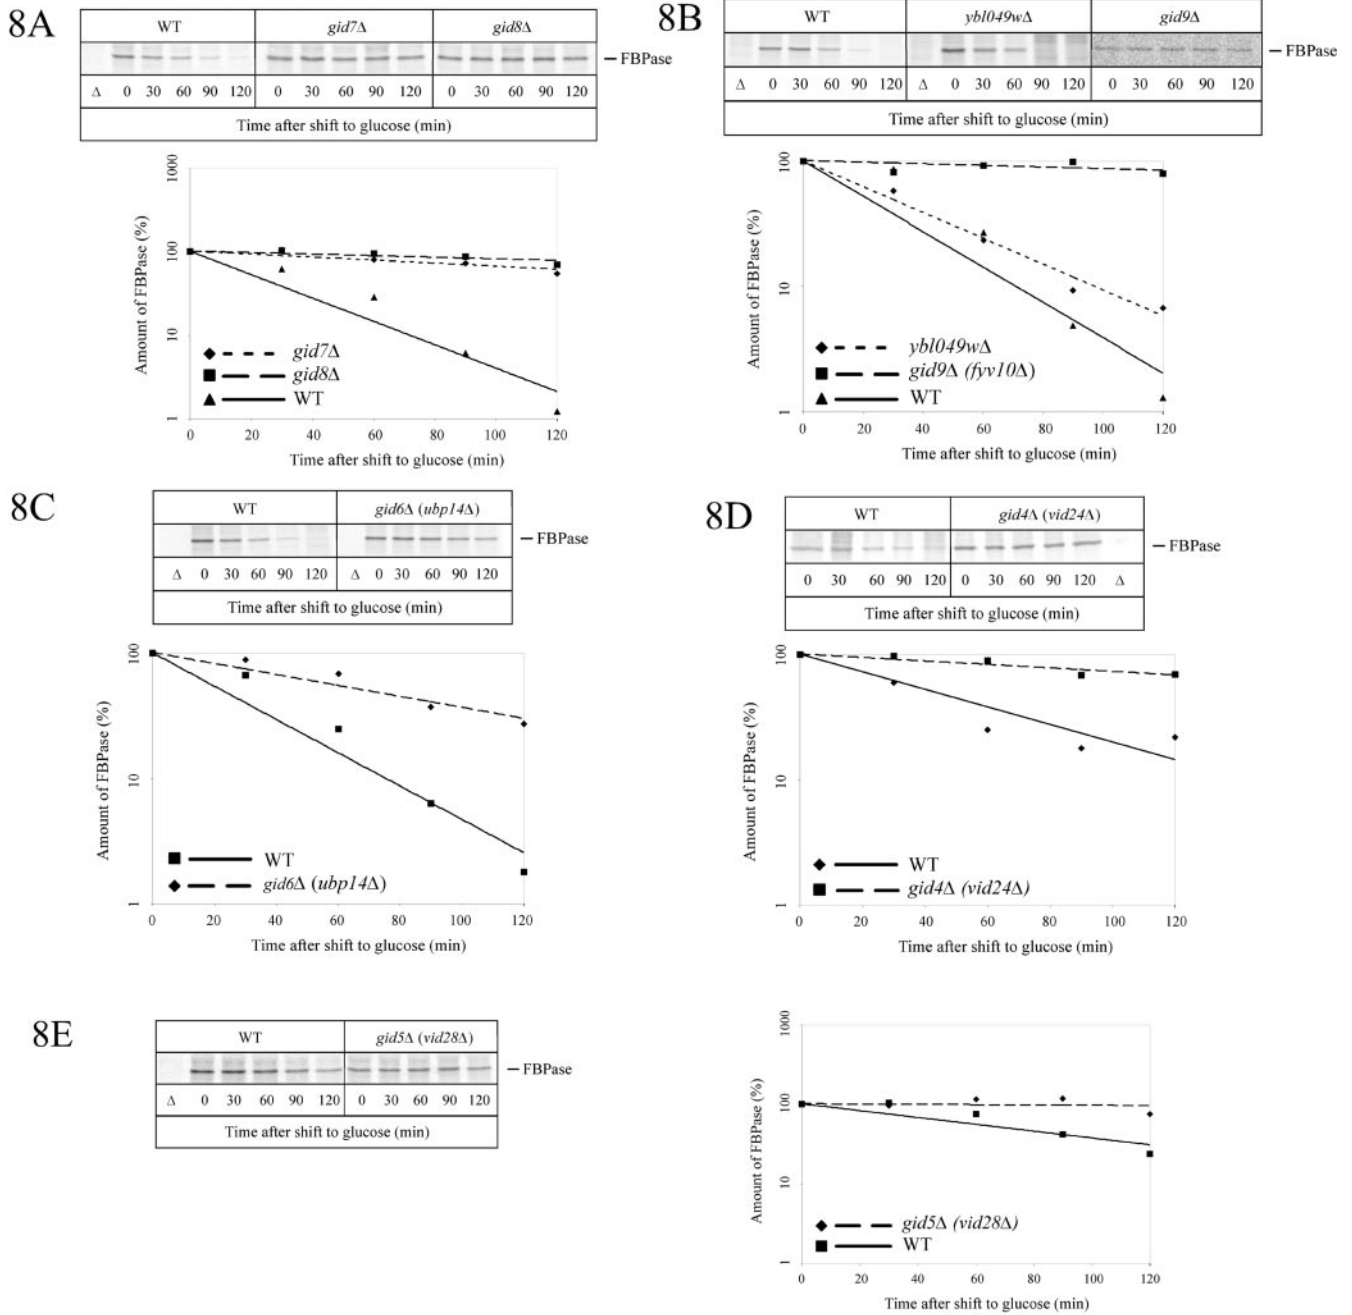 8A
WT gid7Δ gid8Δ
FBPase
Δ 0 30 60 90 120 0 30 60 90 120 0 30 60 90 120
Time after shift to glucose (min)
Amount of FBPase (%)
1000
100
10
1
gid7Δ
gid8Δ
WT
0 20 40 60 80 100 120
Time after shift to glucose (min)
8B
WT ybl049wΔ gid9Δ
FBPase
Δ 0 30 60 90 120 Δ 0 30 60 90 120 0 30 60 90 120
Time after shift to glucose (min)
Amount of FBPase (%)
100
10
1
ybl049wΔ
gid9Δ (fyv10Δ)
WT
0 20 40 60 80 100 120
Time after shift to glucose (min)
8C
WT gid6Δ (ubp14Δ)
FBPase
Δ 0 30 60 90 120 0 30 60 90 120
Time after shift to glucose (min)
Amount of FBPase (%)
100
10
1
WT
gid6Δ (ubp14Δ)
0 20 40 60 80 100 120
Time after shift to glucose (min)
8D
WT gid4Δ (vid24Δ)
FBPase
0 30 60 90 120 0 30 60 90 120 Δ
Time after shift to glucose (min)
Amount of FBPase (%)
100
10
1
WT
gid4Δ (vid24Δ)
0 20 40 60 80 100 120
Time after shift to glucose (min)
8E
WT gid5Δ (vid28Δ)
FBPase
Δ 0 30 60 90 120 0 30 60 90 120
Time after shift to glucose (min)
Amount of FBPase (%)
1000
100
10
1
gid5Δ (vid28Δ)
WT
0 20 40 60 80 100 120
Time after shift to glucose (min)